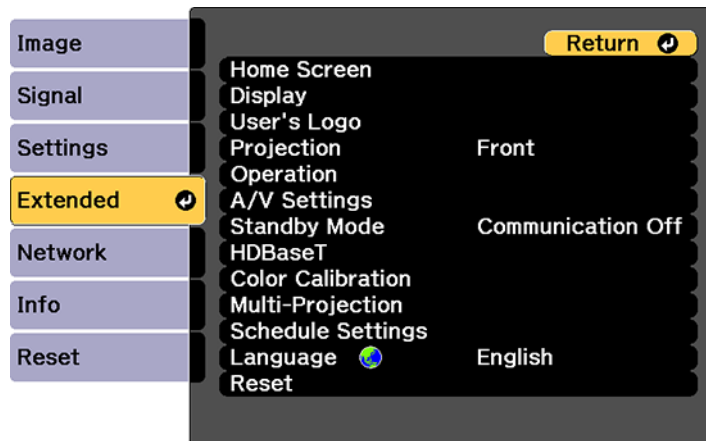 Image
Signal
Settings
Extended
Network
Info
Reset
Return
Home Screen
Display
User's Logo
Projection Front
Operation
A/V Settings
Standby Mode Communication Off
HDBaseT
Color Calibration
Multi-Projection
Schedule Settings
Language English
Reset